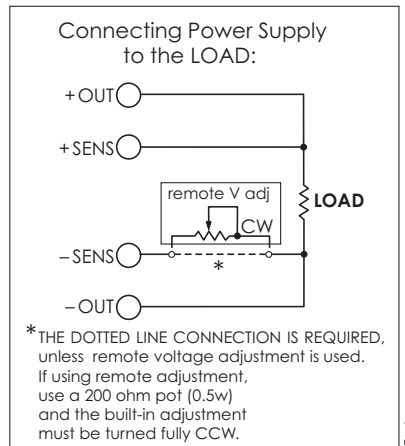 Connecting Power Supply
to the LOAD:
+ OUT
+ SENS
remote V adj
LOAD
CW
– SENS
*
– OUT
* THE DOTTED LINE CONNECTION IS REQUIRED,
unless remote voltage adjustment is used.
If using remote adjustment,
use a 200 ohm pot (0.5w)
and the built-in adjustment
must be turned fully CCW.